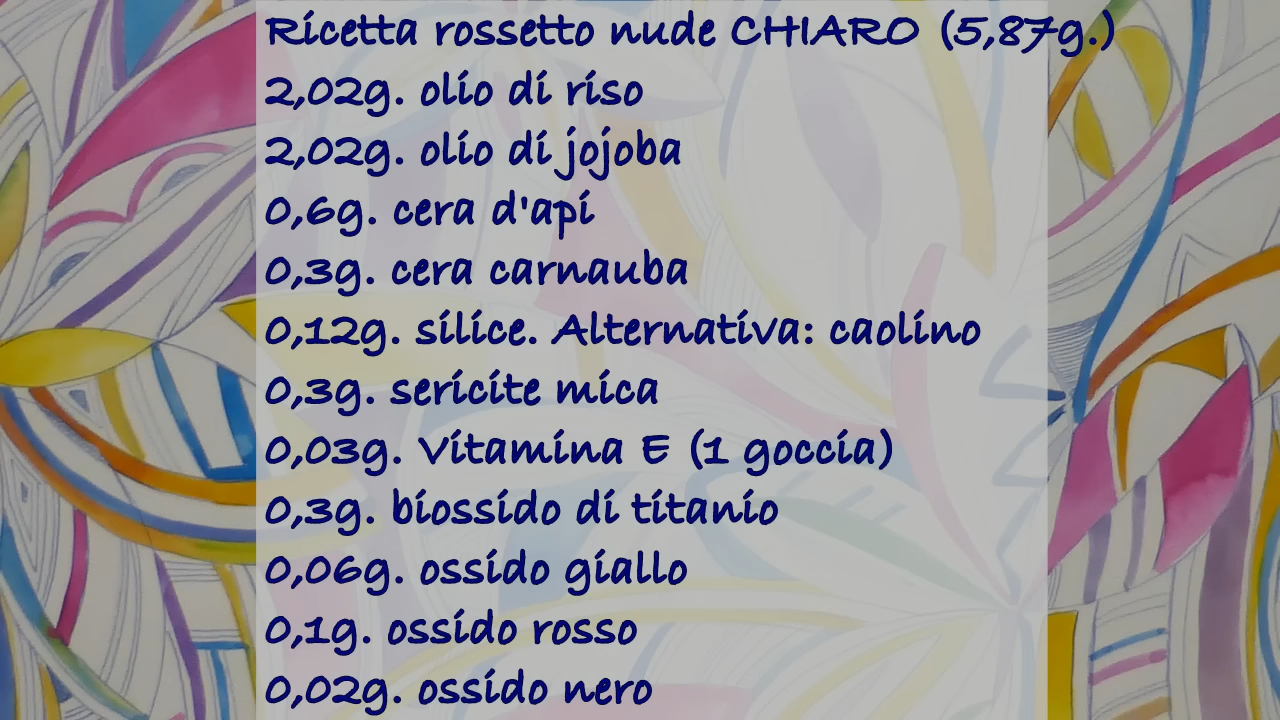 Ricetta rossetto nude CHIARO (5,87g.)
2,02g. olio di riso
2,02g. olio di jojoba
0,6g. cera d'api
0,3g. cera carnauba
0,12g. silice. Alternativa: caolino
0,3g. sericite mica
0,03g. Vitamina E (1 goccia)
0,3g. biossido di titanio
0,06g. ossido giallo
0,1g. ossido rosso
0,02g. ossido nero